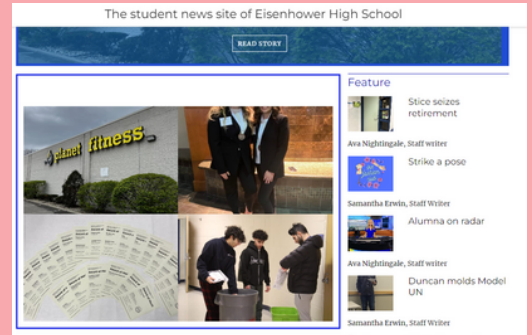 The student news site of Eisenhower High School
READ STORY
planet fitness
Feature
Stice seizes
retirement
Ava Nightingale, Staff writer
Strike a pose
Samantha Erwin, Staff Writer
Alumna on radar
Ava Nightingale, Staff writer
Duncan molds Model
UN
Samantha Erwin, Staff Writer